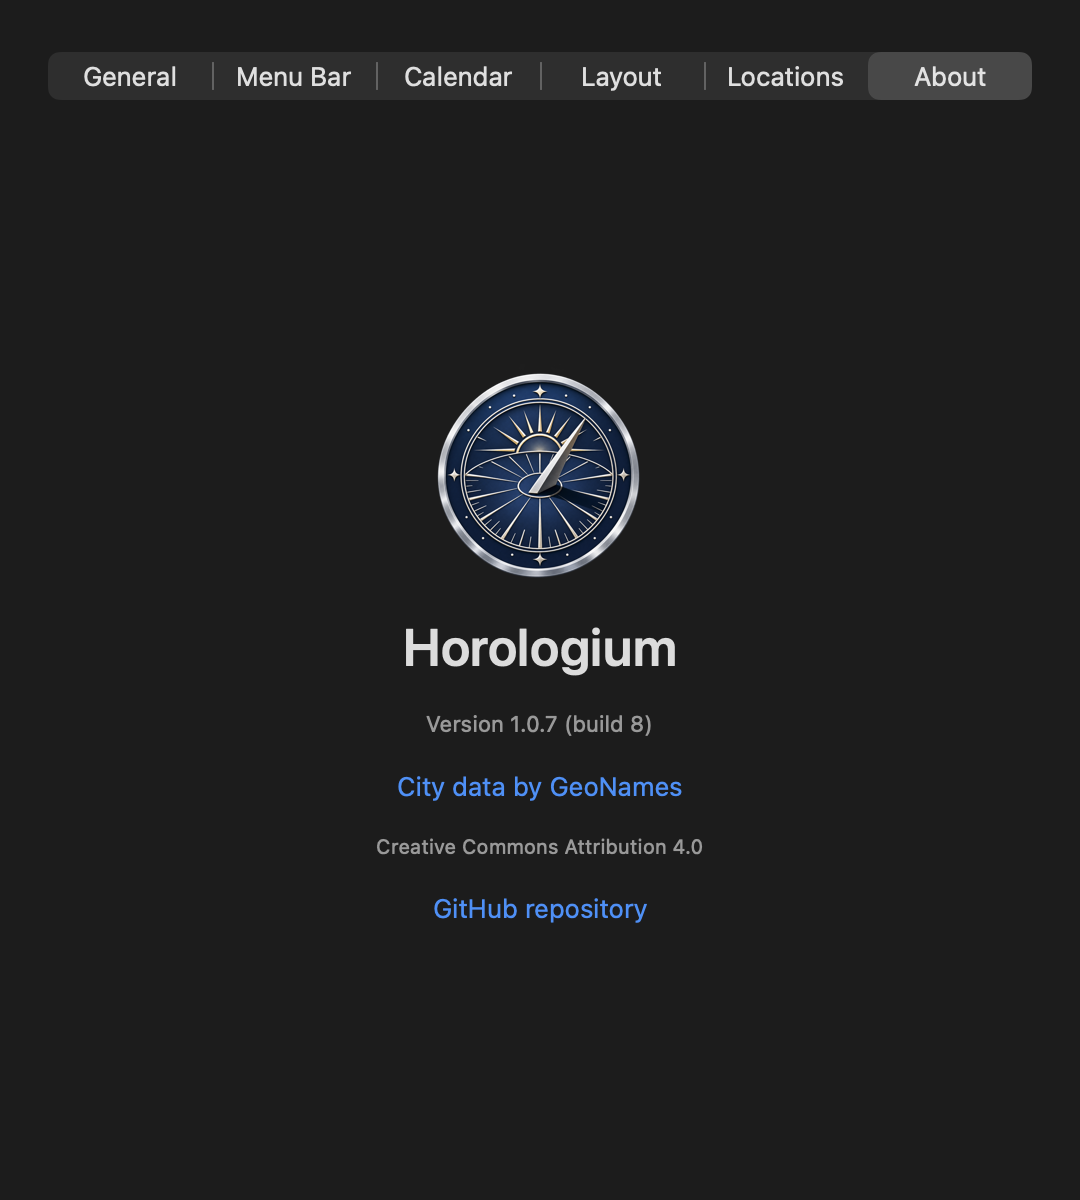 General Menu Bar Calendar Layout Locations About
Horologium
Version 1.0.7 (build 8)
City data by GeoNames
Creative Commons Attribution 4.0
GitHub repository